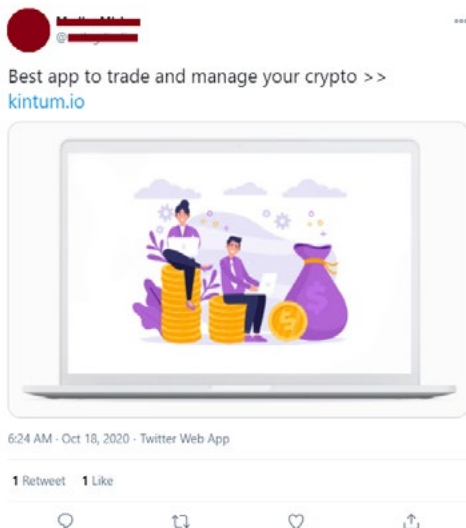 @
Best app to trade and manage your crypto >>
kintum.io
6:24 AM · Oct 18, 2020 · Twitter Web App
1 Retweet 1 Like